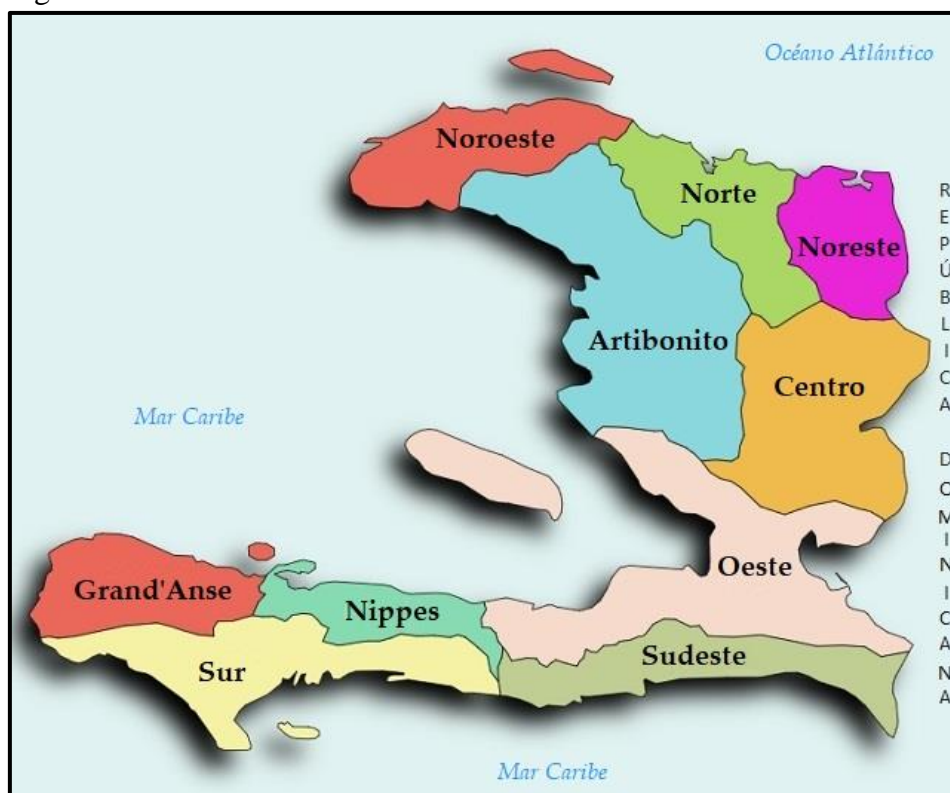 Océano Atlántico
Noroeste
Norte
Noreste
Artibonito
Centro
Mar Caribe
Oeste
Grand'Anse
Nippes
Sur
Sudeste
Mar Caribe
R
E
P
Ú
B
L
I
C
A
D
O
M
I
N
I
C
A
N
A